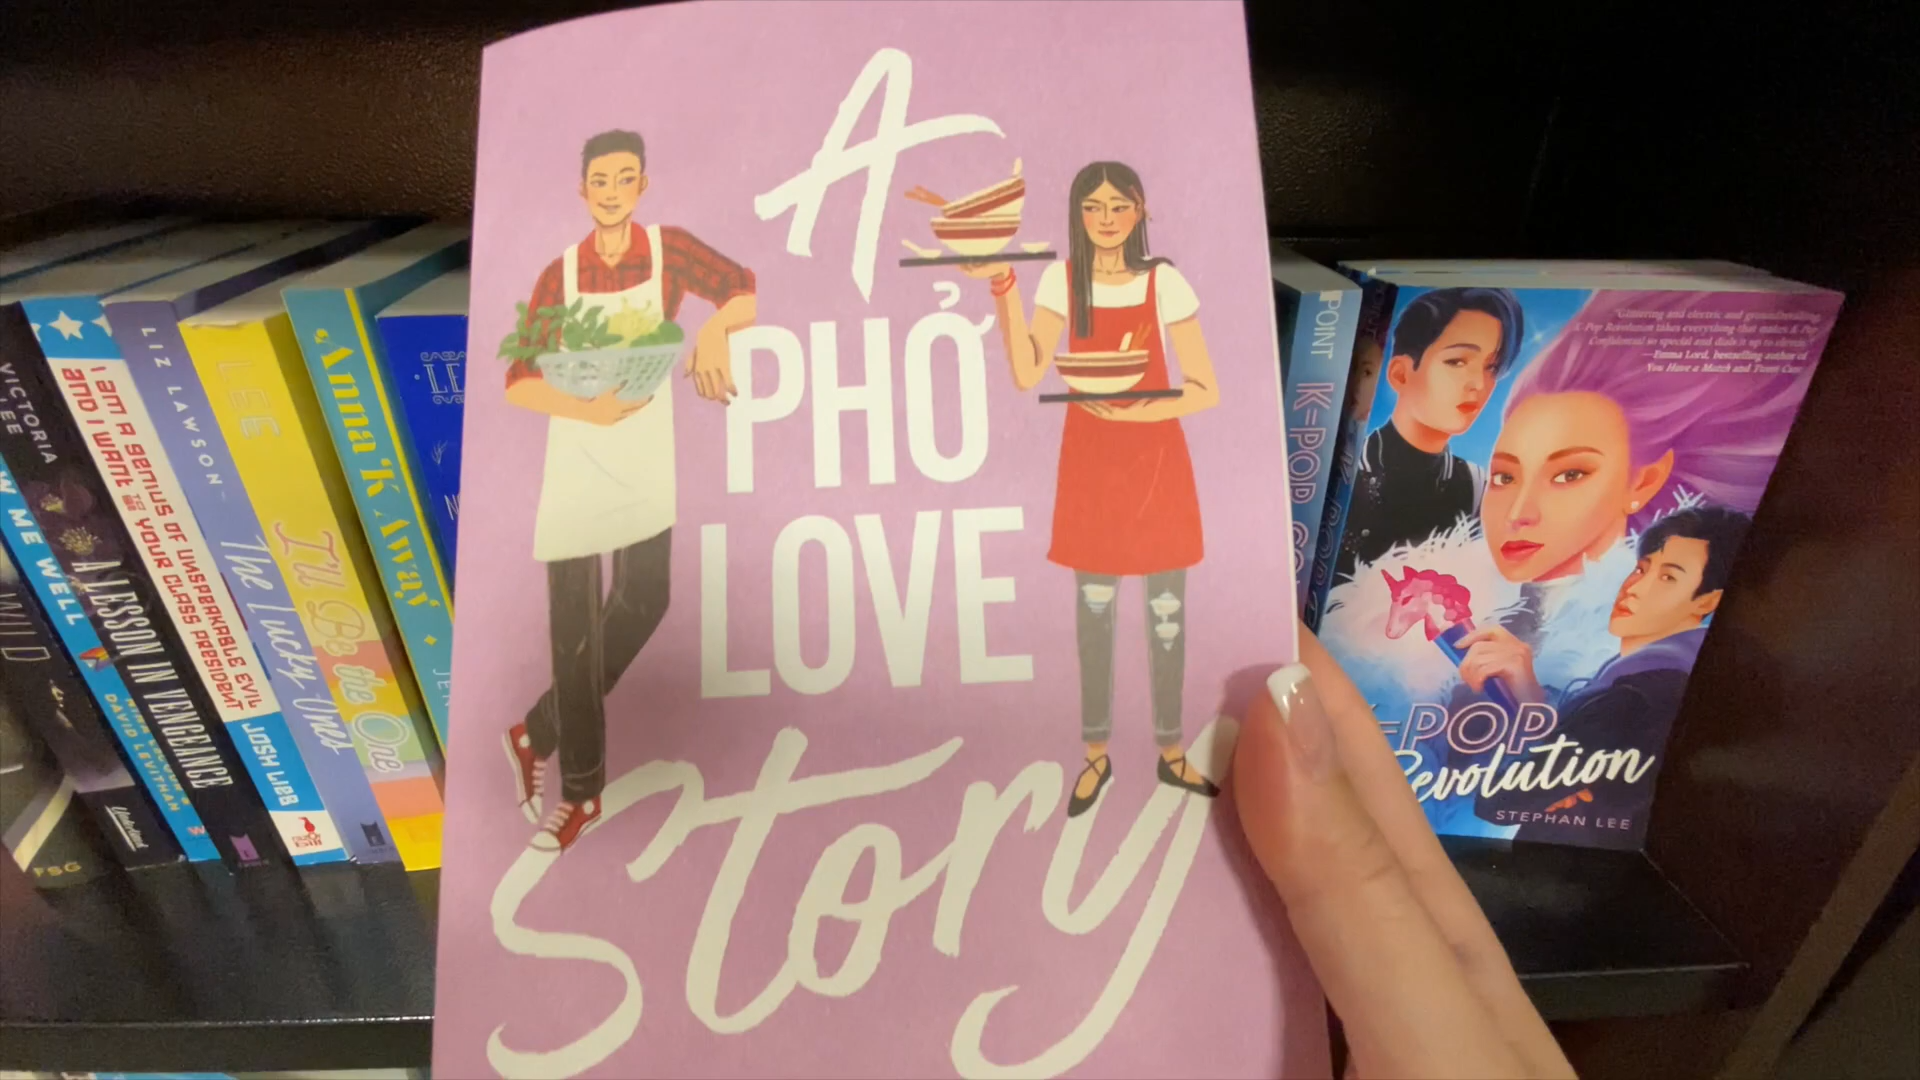 A
PHỞ
LOVE
Story
VICTORIA
LEE
A LESSON IN VENGEANCE
W ME WELL
DAVID LEVITHAN
I AM A GENIUS OF UNSPEAKABLE EVIL
AND I WANT TO BE YOUR CLASS PRESIDENT
JOSH LIEB
LIZ LAWSON
The Lucky Ones
LEE
I'll Be the One
Anna K Away
WILD
FSG
POINT
K-POP
"Glittering and electric and groundbreaking,
K-Pop Revolution takes everything that makes K-Pop
Confidential so special and dials it up to eleven."
—Emma Lord, bestselling author of
You Have a Match and Tweet Cute
K-POP
Revolution
STEPHAN LEE